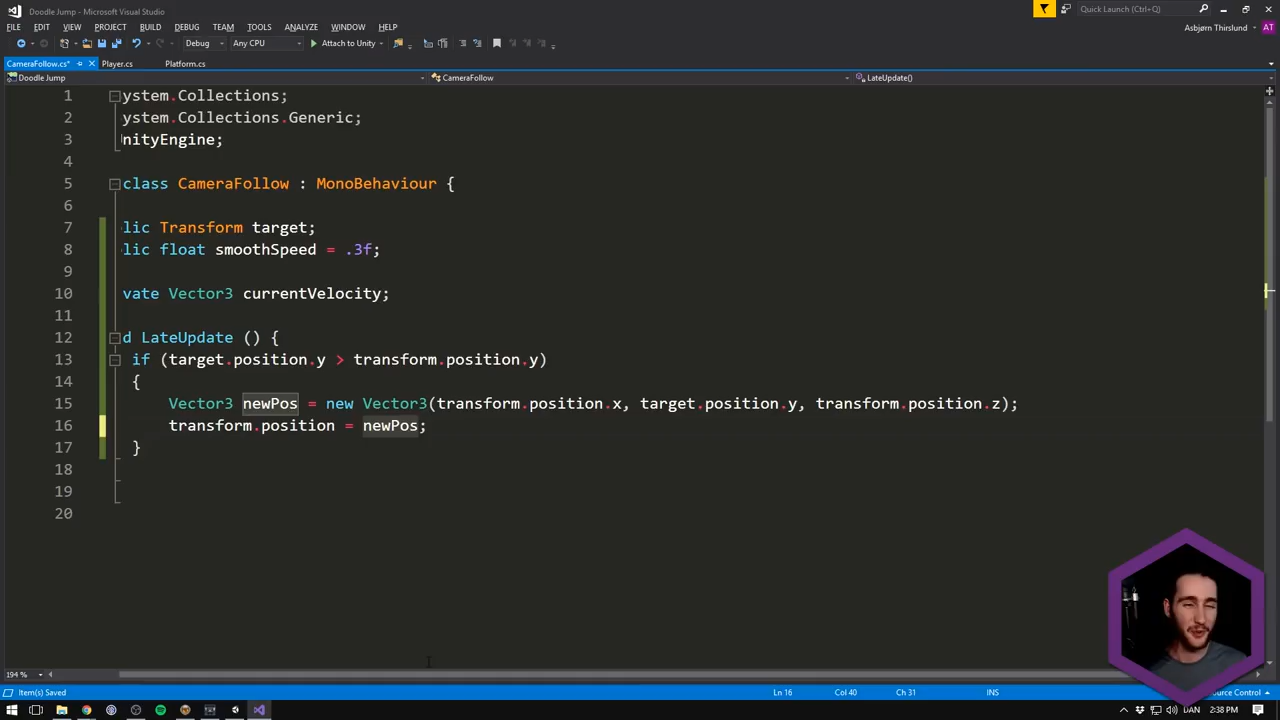 Doodle Jump - Microsoft Visual Studio
Quick Launch (Ctrl+Q)
FILE EDIT VIEW PROJECT BUILD DEBUG TEAM TOOLS ANALYZE WINDOW HELP
Asbjørn Thirslund AT
Debug Any CPU Attach to Unity
CameraFollow.cs* Player.cs Platform.cs
Doodle Jump CameraFollow LateUpdate()
1 ystem.Collections;
2 ystem.Collections.Generic;
3 nityEngine;
4
5 class CameraFollow : MonoBehaviour {
6
7 lic Transform target;
8 lic float smoothSpeed = .3f;
9
10 vate Vector3 currentVelocity;
11
12 d LateUpdate () {
13 if (target.position.y > transform.position.y)
14 {
15 Vector3 newPos = new Vector3(transform.position.x, target.position.y, transform.position.z);
16 transform.position = newPos;
17 }
18
19
20
194 %
Item(s) Saved Ln 16 Col 40 Ch 31 INS ource Control
DAN 2:38 PM